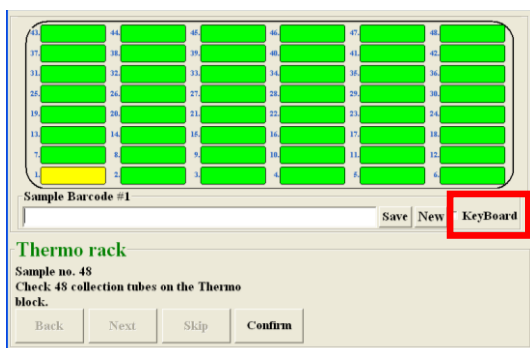 43. 44. 45. 46. 47. 48.
37. 38. 39. 40. 41. 42.
31. 32. 33. 34. 35. 36.
25. 26. 27. 28. 29. 30.
19. 20. 21. 22. 23. 24.
13. 14. 15. 16. 17. 18.
7. 8. 9. 10. 11. 12.
1. 2. 3. 4. 5. 6.
Sample Barcode #1
Save New KeyBoard
Thermo rack
Sample no. 48
Check 48 collection tubes on the Thermo
block.
Back Next Skip Confirm